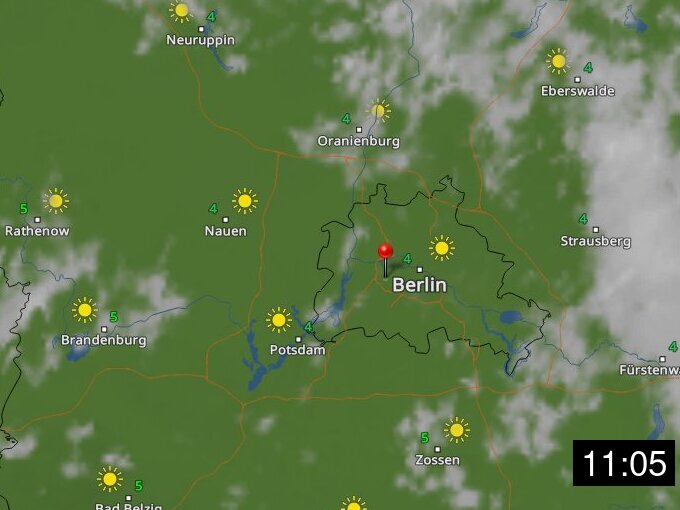 4
Neuruppin
4
Eberswalde
4
Oranienburg
5
Rathenow
4
Nauen
4
Strausberg
4
Berlin
5
Brandenburg
4
Potsdam
4
5
Zossen
11:05
5
Bad Belzig